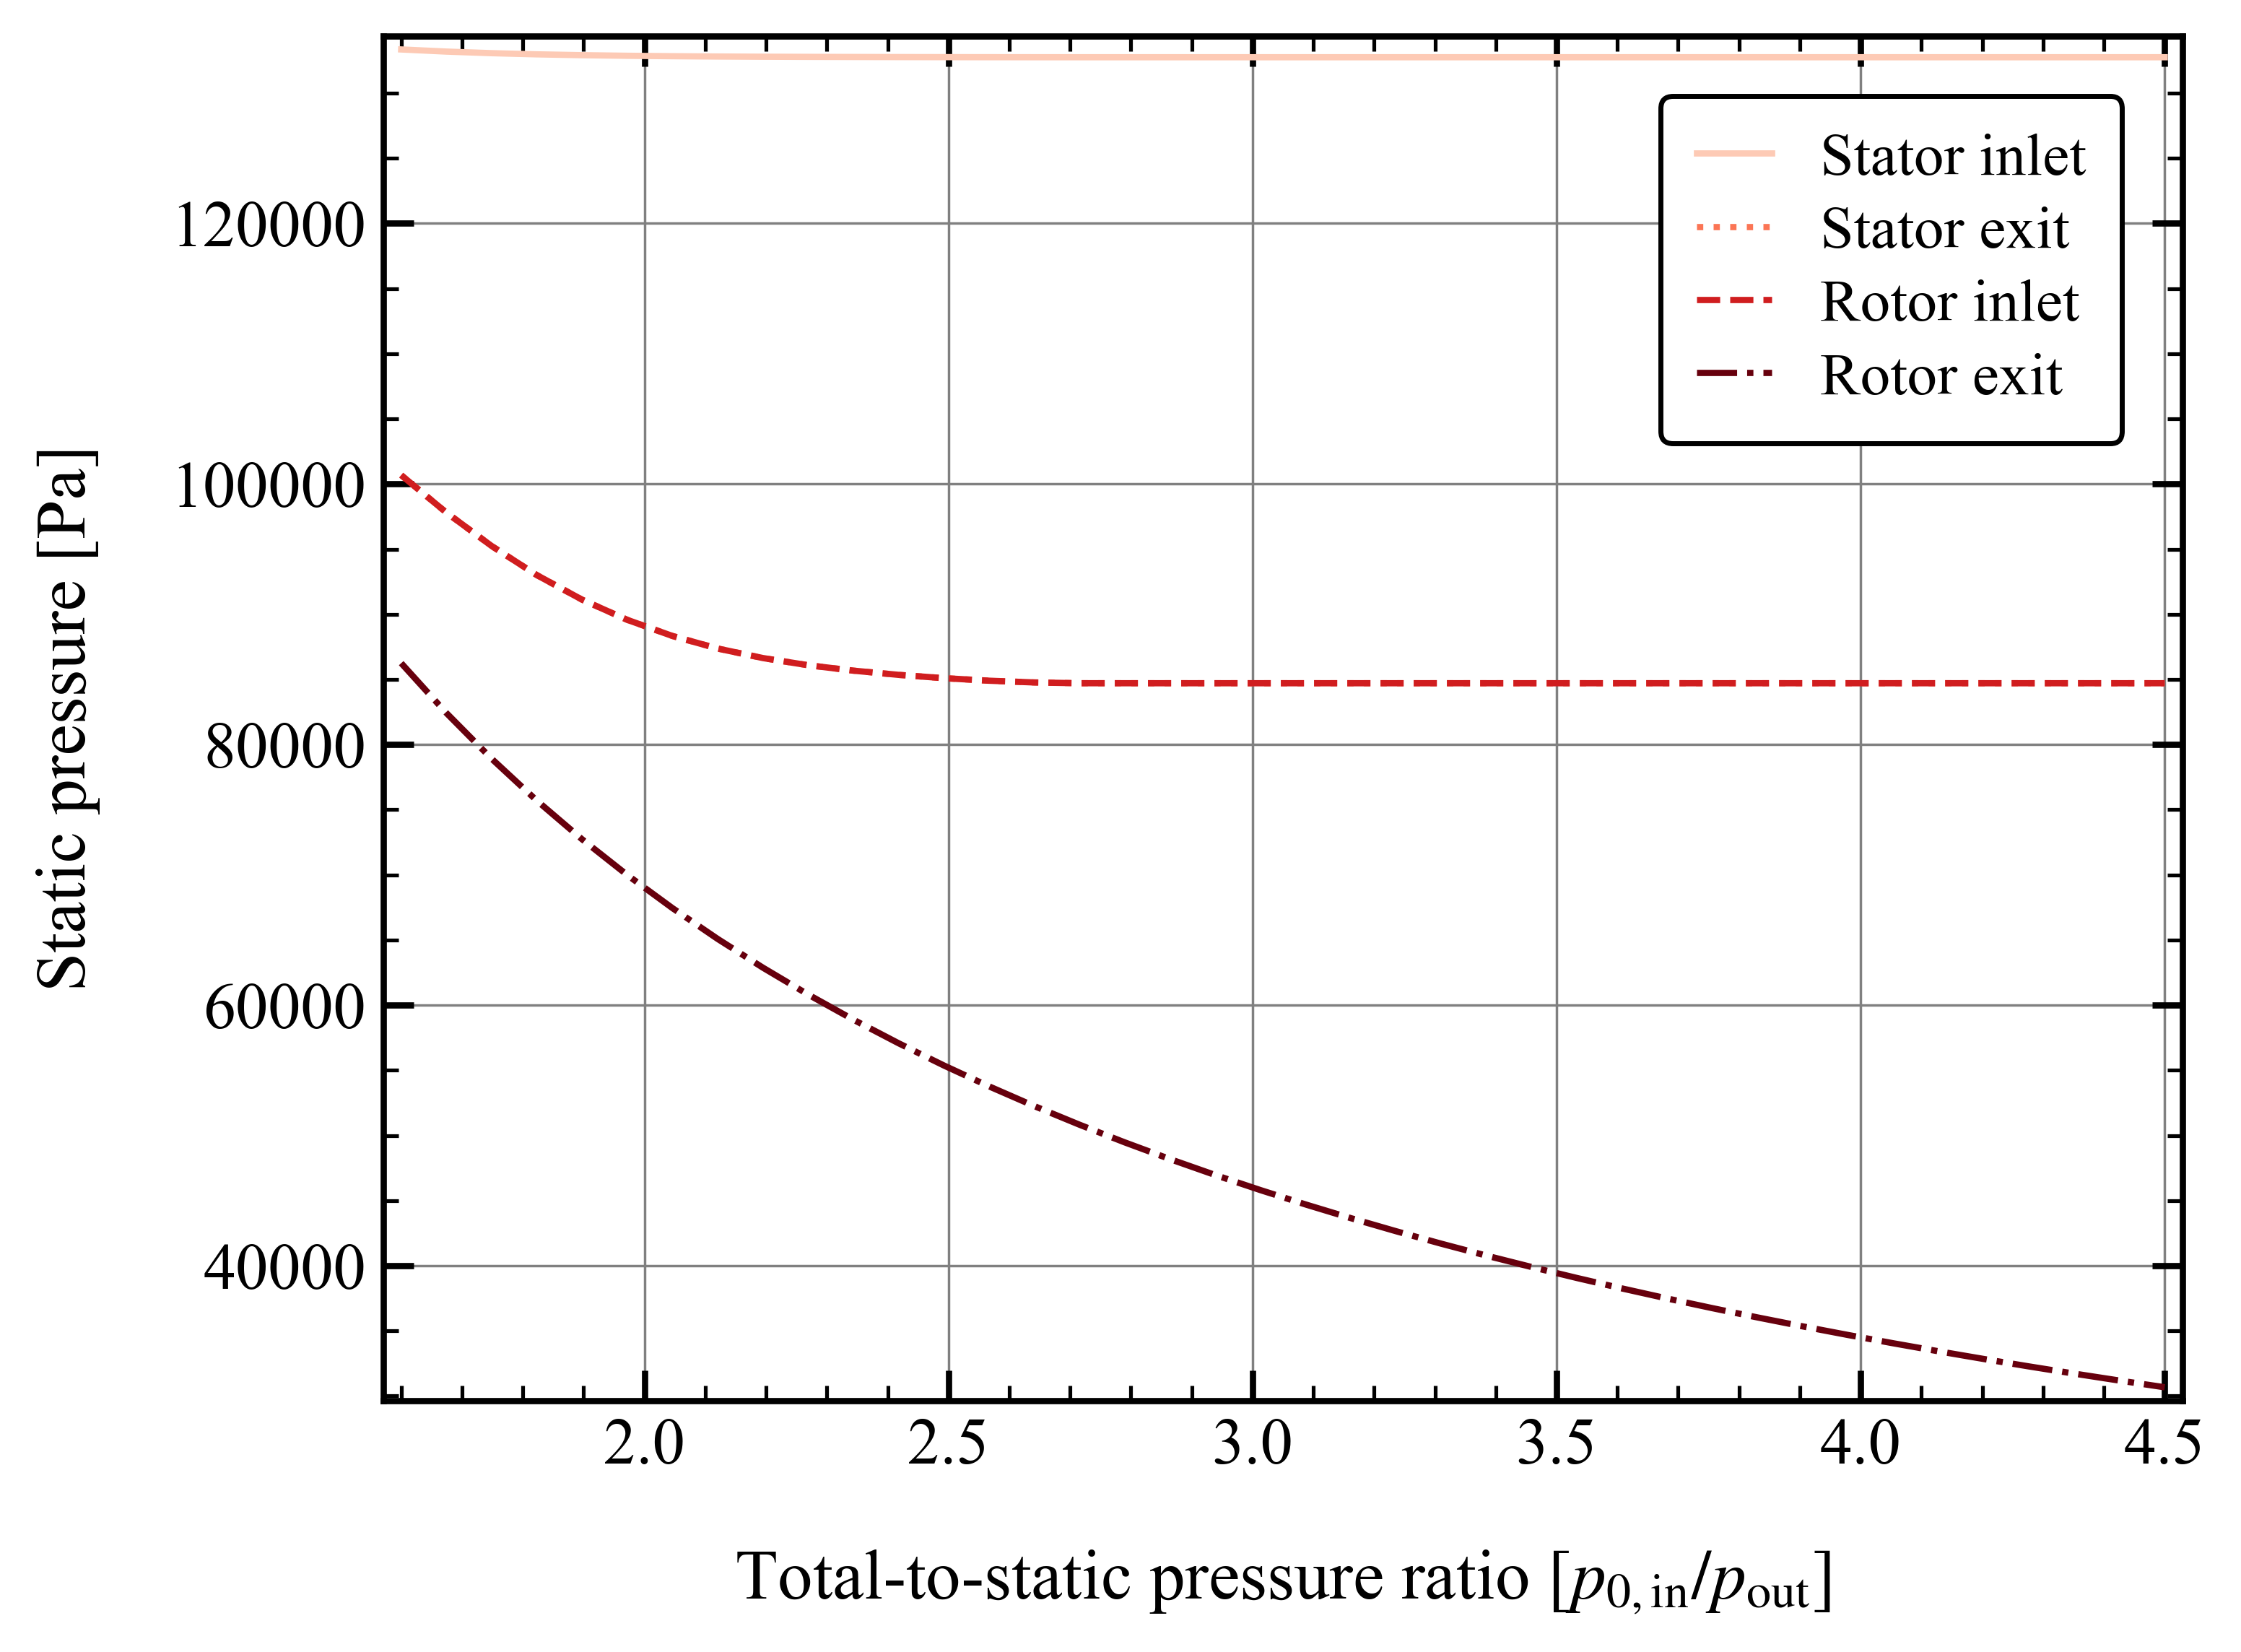 Static pressure [Pa]
120000
100000
80000
60000
40000
Stator inlet
Stator exit
Rotor inlet
Rotor exit
2.0 2.5 3.0 3.5 4.0 4.5
Total-to-static pressure ratio [p0, in/pout]